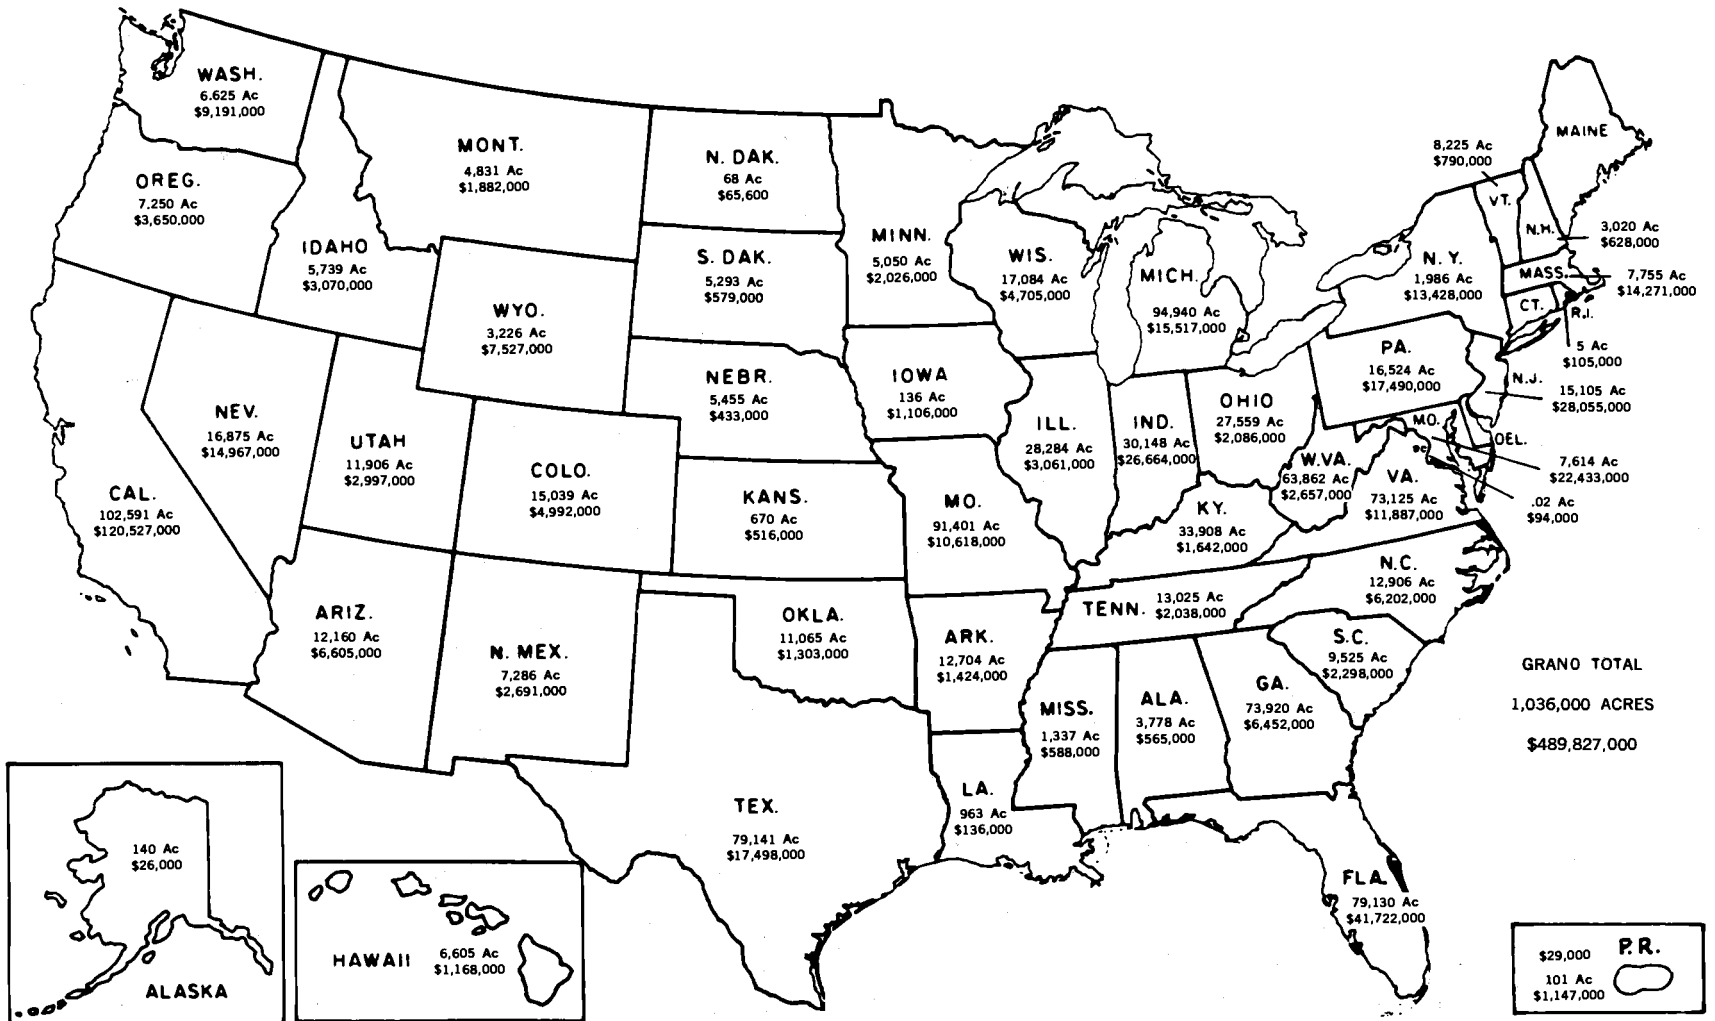 WASH.
6.625 Ac
$9,191,000
OREG.
7.250 Ac
$3,650,000
IDAHO
5,739 Ac
$3,070,000
MONT.
4,831 Ac
$1,882,000
N. DAK.
68 Ac
$65,600
S. DAK.
5,293 Ac
$579,000
WYO.
3,226 Ac
$7,527,000
NEBR.
5,455 Ac
$433,000
MINN.
5,050 Ac
$2,026,000
WIS.
17,084 Ac
$4,705,000
MICH.
94,940 Ac
$15,517,000
IOWA
136 Ac
$1,106,000
ILL.
28,284 Ac
$3,061,000
IND.
30,148 Ac
$26,664,000
OHIO
27,559 Ac
$2,086,000
PA.
16,524 Ac
$17,490,000
N. Y.
1,986 Ac
$13,428,000
8,225 Ac
$790,000
VT.
MAINE
N.H.
3,020 Ac
$628,000
MASS.
7,755 Ac
$14,271,000
CT.
R.I.
5 Ac
$105,000
N.J.
15,105 Ac
$28,055,000
MO.
OEL.
7,614 Ac
$22,433,000
DC
.02 Ac
$94,000
W.VA.
63,862 Ac
$2,657,000
VA.
73,125 Ac
$11,887,000
KY.
33,908 Ac
$1,642,000
CAL.
102,591 Ac
$120,527,000
NEV.
16,875 Ac
$14,967,000
UTAH
11,906 Ac
$2,997,000
COLO.
15,039 Ac
$4,992,000
KANS.
670 Ac
$516,000
MO.
91,401 Ac
$10,618,000
ARIZ.
12,160 Ac
$6,605,000
N. MEX.
7,286 Ac
$2,691,000
OKLA.
11,065 Ac
$1,303,000
ARK.
12,704 Ac
$1,424,000
TENN.
13,025 Ac
$2,038,000
N.C.
12,906 Ac
$6,202,000
S.C.
9,525 Ac
$2,298,000
MISS.
1,337 Ac
$588,000
ALA.
3,778 Ac
$565,000
GA.
73,920 Ac
$6,452,000
TEX.
79,141 Ac
$17,498,000
LA.
963 Ac
$136,000
FLA.
79,130 Ac
$41,722,000
GRANO TOTAL
1,036,000 ACRES
$489,827,000
140 Ac
$26,000
ALASKA
HAWAII
6,605 Ac
$1,168,000
P.R.
$29,000
101 Ac
$1,147,000